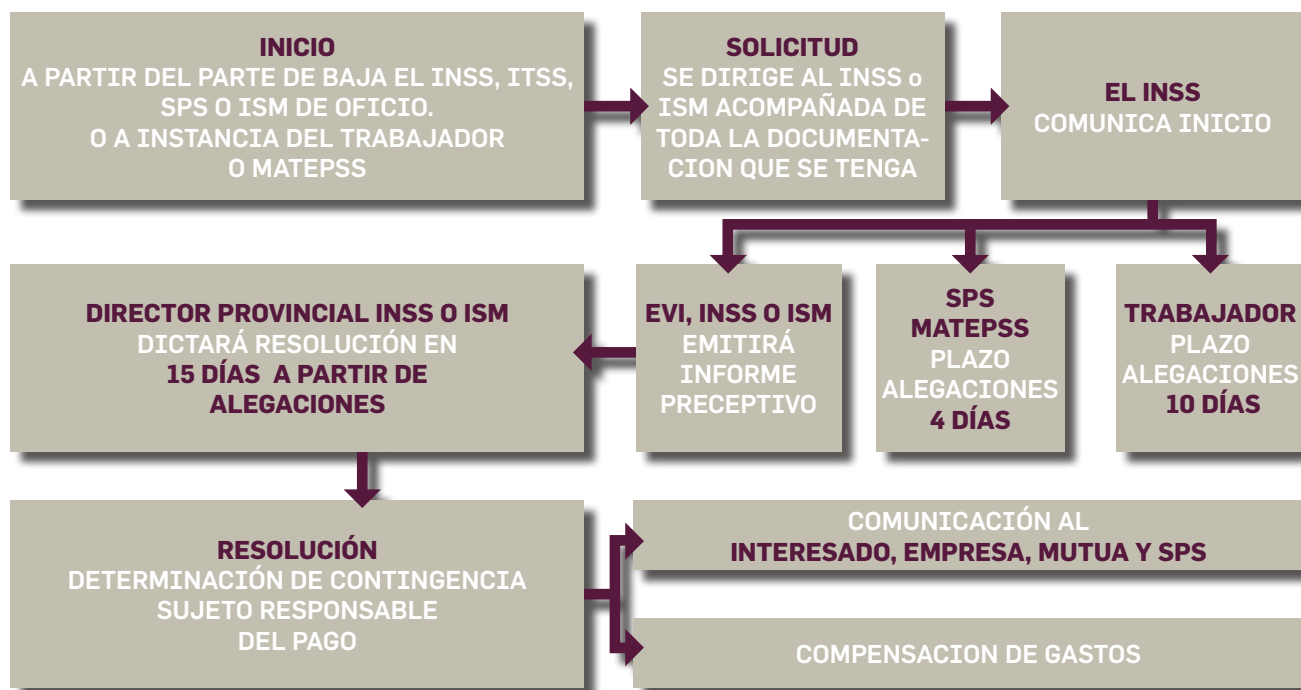 INICIO
A PARTIR DEL PARTE DE BAJA EL INSS, ITSS,
SPS O ISM DE OFICIO.
O A INSTANCIA DEL TRABAJADOR
O MATEPSS
SOLICITUD
SE DIRIGE AL INSS o
ISM ACOMPAÑADA DE
TODA LA DOCUMENTA-
CION QUE SE TENGA
EL INSS
COMUNICA INICIO
DIRECTOR PROVINCIAL INSS O ISM
DICTARÁ RESOLUCIÓN EN
15 DÍAS A PARTIR DE
ALEGACIONES
EVI, INSS O ISM
EMITIRÁ
INFORME
PRECEPTIVO
SPS
MATEPSS
PLAZO
ALEGACIONES
4 DÍAS
TRABAJADOR
PLAZO
ALEGACIONES
10 DÍAS
RESOLUCIÓN
DETERMINACIÓN DE CONTINGENCIA
SUJETO RESPONSABLE
DEL PAGO
COMUNICACIÓN AL
INTERESADO, EMPRESA, MUTUA Y SPS
COMPENSACION DE GASTOS